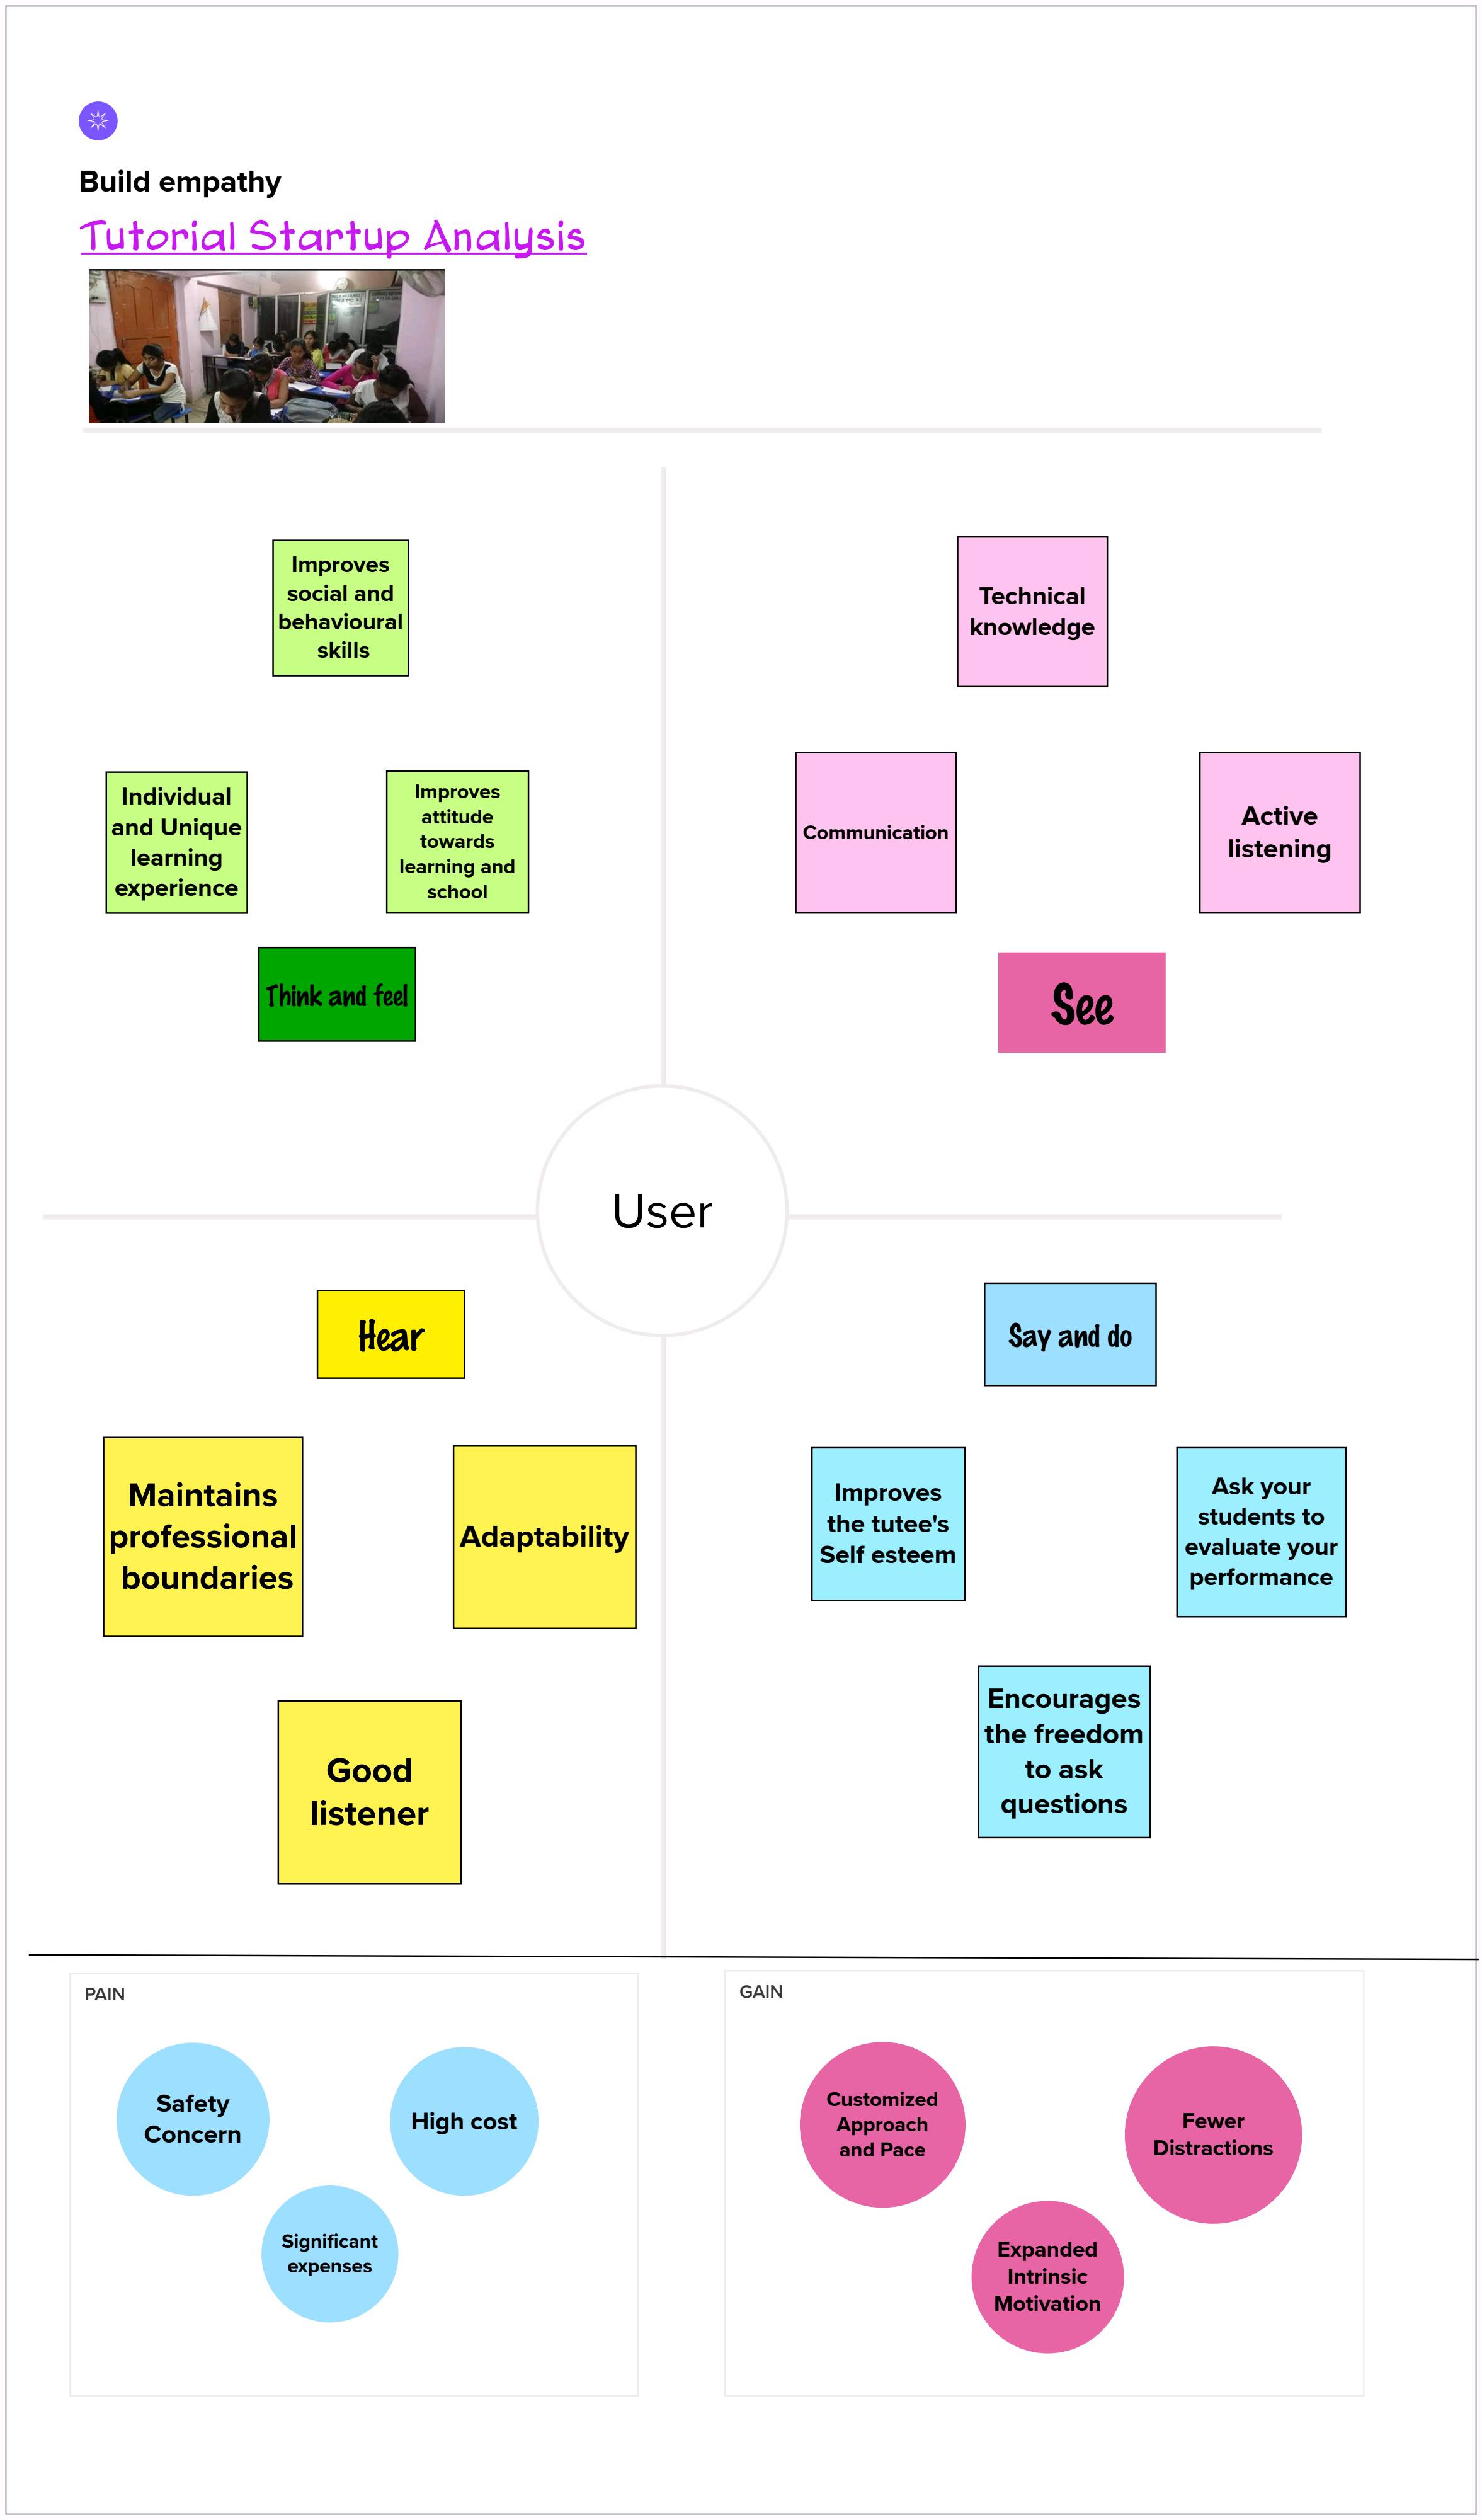 Build empathy
Tutorial Startup Analysis
Improves
social and
behavioural
skills
Individual
and Unique
learning
experience
Improves
attitude
towards
learning and
school
Think and feel
Technical
knowledge
Communication
Active
listening
See
User
Hear
Maintains
professional
boundaries
Adaptability
Good
listener
Say and do
Improves
the tutee's
Self esteem
Ask your
students to
evaluate your
performance
Encourages
the freedom
to ask
questions
PAIN
Safety
Concern
High cost
Significant
expenses
GAIN
Customized
Approach
and Pace
Fewer
Distractions
Expanded
Intrinsic
Motivation